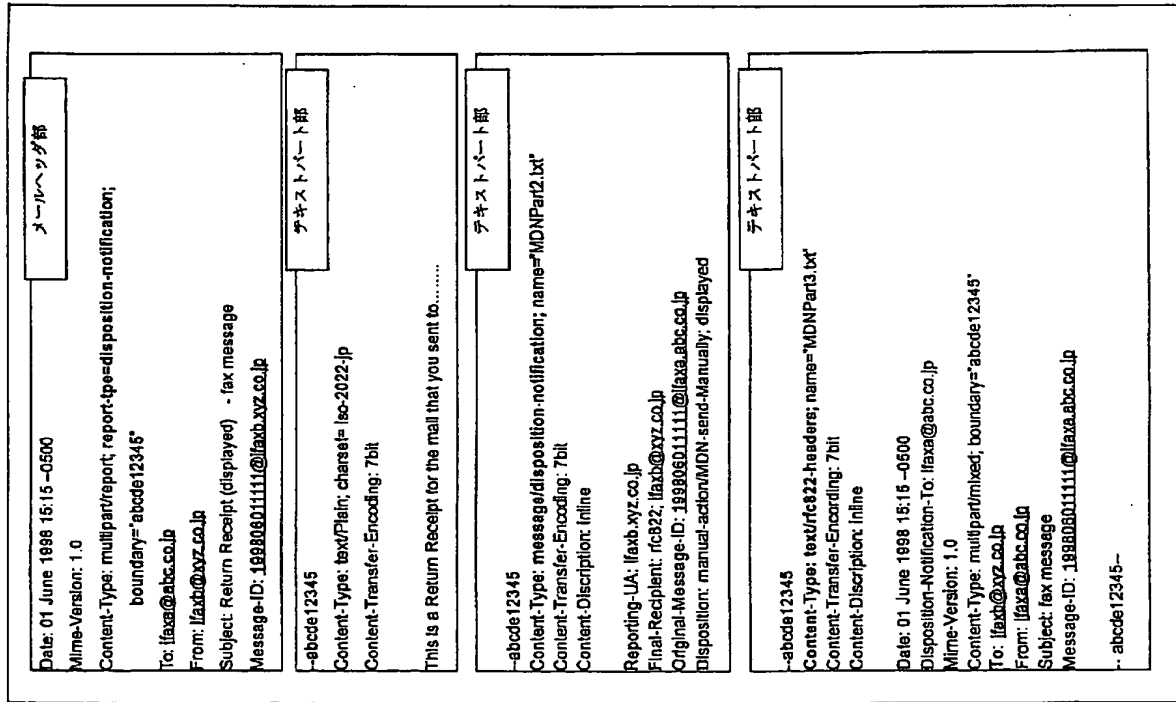 メールヘッダ部
Date: 01 June 1998 15:15 –0500
Mime-Version: 1.0
Content-Type: multipart/report; report-tpe=disposition-notification;
boundary="abcde12345"
To: ifaxa@abc.co.jp
From: ifaxb@xyz.co.jp
Subject: Return Receipt (displayed) - fax message
Message-ID: 199806011111@ifaxb.xyz.co.jp
テキストパート部
--abcde12345
Content-Type: text/Plain; charset= iso-2022-jp
Content-Transfer-Encoding: 7bit
This is a Return Receipt for the mail that you sent to........
テキストパート部
--abcde12345
Content-Type: message/disposition-notification; name="MDNPart2.txt"
Content-Transfer-Encoding: 7bit
Content-Discription: Inline
Reporting-UA: ifaxb.xyz.co.jp
Final-Recipient: rfc822; ifaxb@xyz.co.jp
Original-Message-ID: 199806011111@ifaxa.abc.co.jp
Disposition: manual-action/MDN-send-Manually; displayed
テキストパート部
--abcde12345
Content-Type: text/rfc822-headers; name="MDNPart3.txt"
Content-Transfer-Encording: 7bit
Content-Discription: Inline
Date: 01 June 1998 15:15 –0500
Disposition-Notification-To: ifaxa@abc.co.jp
Mime-Version: 1.0
Content-Type: multipart/mixed; boundary="abcde12345"
To: ifaxb@xyz.co.jp
From: ifaxa@abc.co.jp
Subject: fax message
Message-ID: 199806011111@ifaxa.abc.co.jp
-- abcde12345--